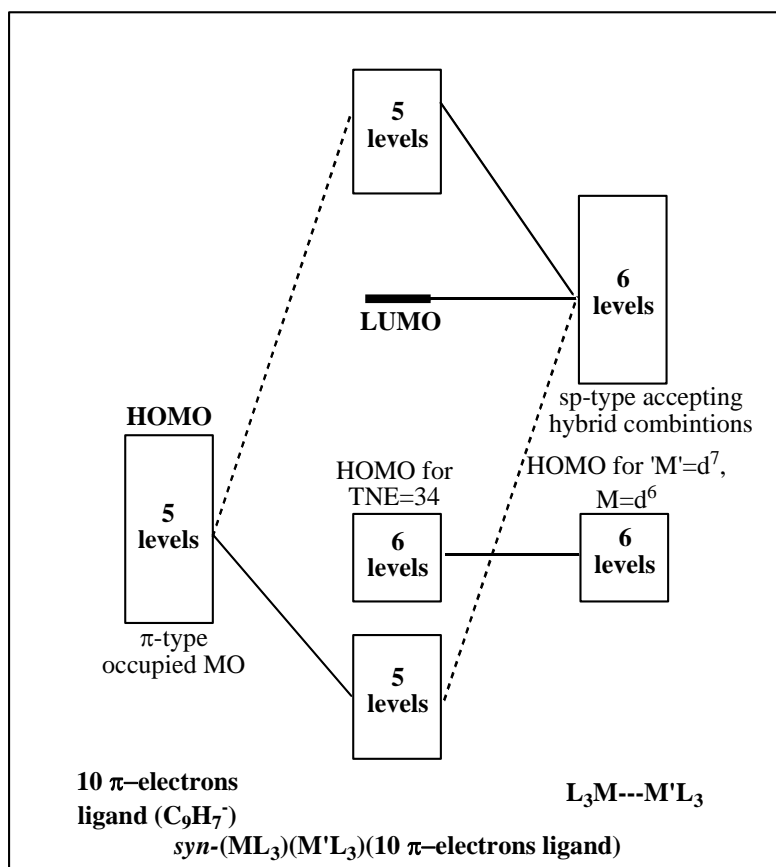 5
levels
6
levels
LUMO
sp-type accepting
hybrid combintions
HOMO
HOMO for
TNE=34
HOMO for 'M'=d⁷,
M=d⁶
5
levels
6
levels
6
levels
π-type
occupied MO
5
levels
10 π–electrons
ligand (C₉H₇⁻)
L₃M---M'L₃
syn-(ML₃)(M'L₃)(10 π–electrons ligand)